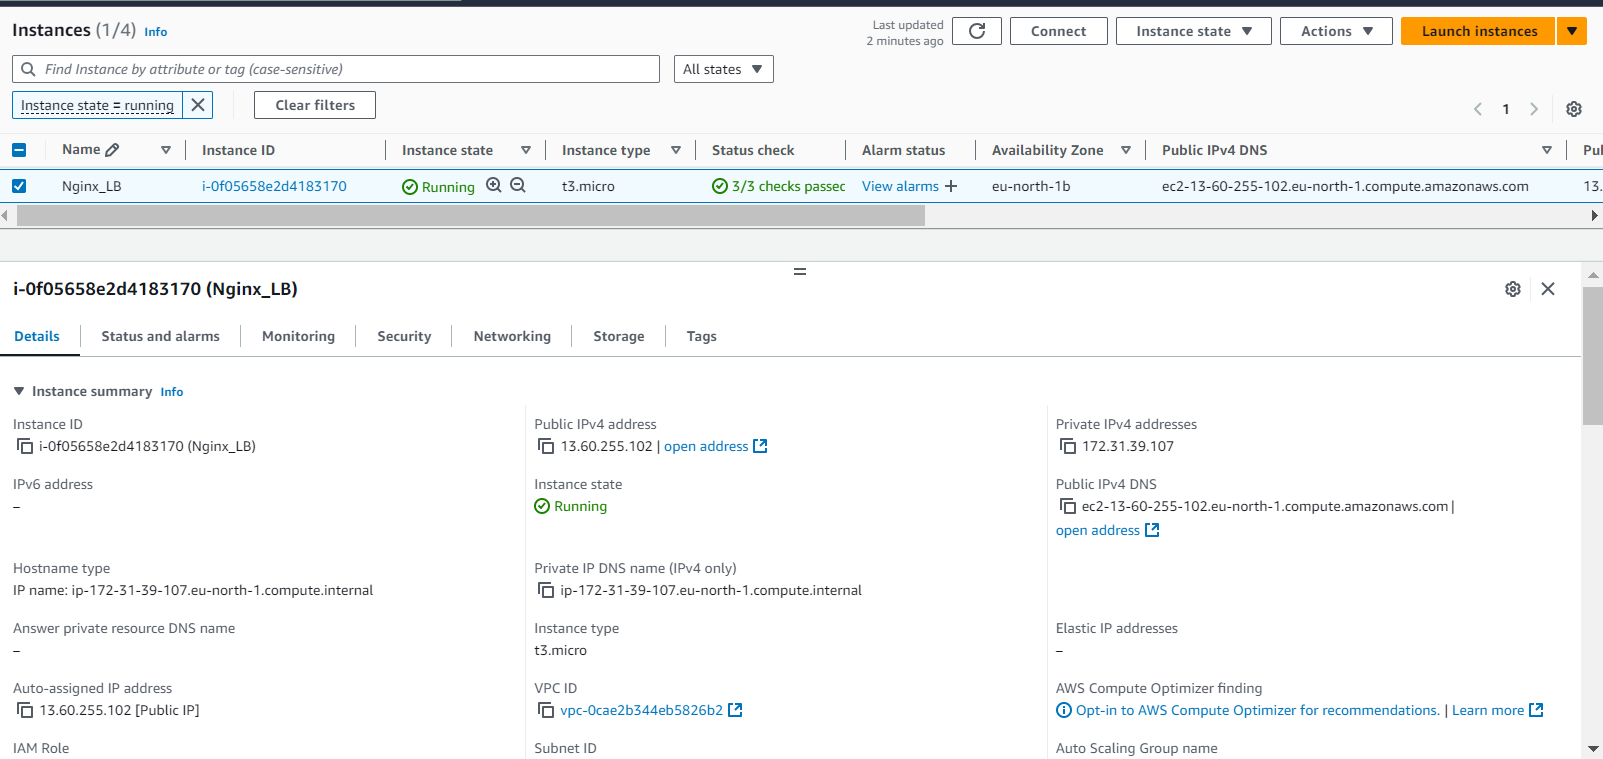 Instances (1/4) Info
Last updated
2 minutes ago
Connect
Instance state
Actions
Launch instances
Find Instance by attribute or tag (case-sensitive)
All states
Instance state = running
Clear filters
1
Name Instance ID Instance state Instance type Status check Alarm status Availability Zone Public IPv4 DNS Pul
Nginx_LB i-0f05658e2d4183170 Running t3.micro 3/3 checks passec View alarms + eu-north-1b ec2-13-60-255-102.eu-north-1.compute.amazonaws.com 13.
i-0f05658e2d4183170 (Nginx_LB)
Details Status and alarms Monitoring Security Networking Storage Tags
Instance summary Info
Instance ID
i-0f05658e2d4183170 (Nginx_LB)
Public IPv4 address
13.60.255.102 | open address
Private IPv4 addresses
172.31.39.107
IPv6 address
–
Instance state
Running
Public IPv4 DNS
ec2-13-60-255-102.eu-north-1.compute.amazonaws.com |
open address
Hostname type
IP name: ip-172-31-39-107.eu-north-1.compute.internal
Private IP DNS name (IPv4 only)
ip-172-31-39-107.eu-north-1.compute.internal
Answer private resource DNS name
–
Instance type
t3.micro
Elastic IP addresses
–
Auto-assigned IP address
13.60.255.102 [Public IP]
VPC ID
vpc-0cae2b344eb5826b2
AWS Compute Optimizer finding
Opt-in to AWS Compute Optimizer for recommendations. | Learn more
IAM Role
Subnet ID
Auto Scaling Group name